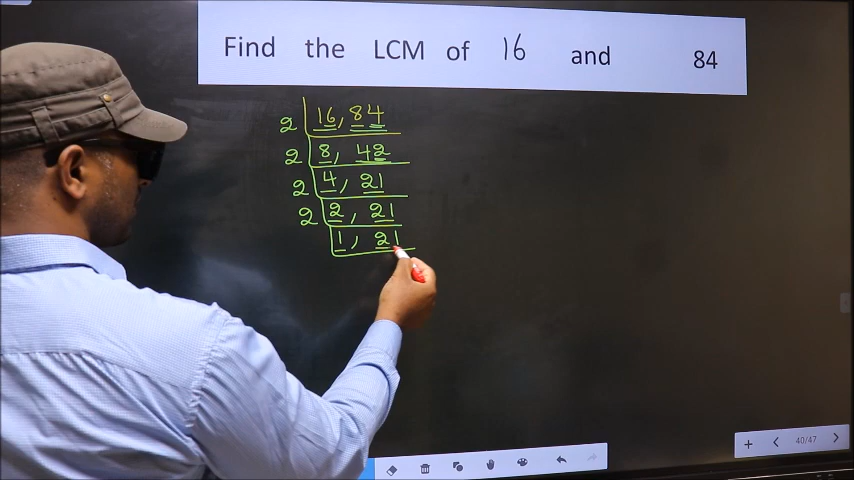 Find the LCM of 16 and 84
2 16, 84
2 8, 42
2 4, 21
2 2, 21
1, 21
40/47